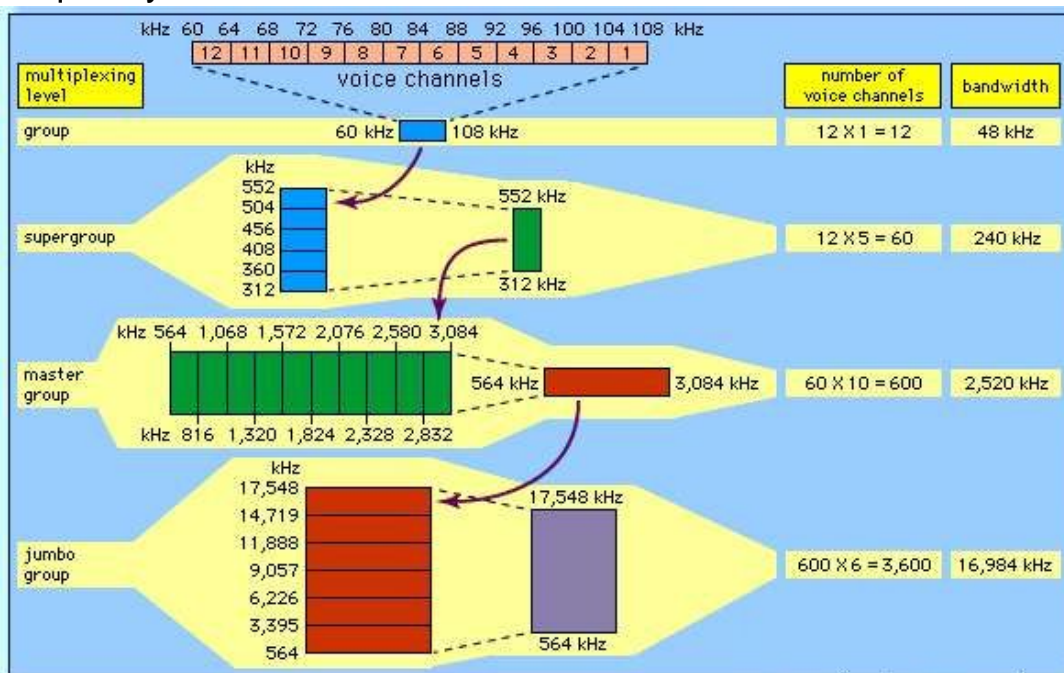 kHz 60 64 68 72 76 80 84 88 92 96 100 104 108 kHz
12 11 10 9 8 7 6 5 4 3 2 1
voice channels
multiplexing
level
number of
voice channels
bandwidth
group
60 kHz
108 kHz
12 X 1 = 12
48 kHz
supergroup
kHz
552
504
456
408
360
312
552 kHz
312 kHz
12 X 5 = 60
240 kHz
master
group
kHz 564 1,068 1,572 2,076 2,580 3,084
kHz 816 1,320 1,824 2,328 2,832
564 kHz
3,084 kHz
60 X 10 = 600
2,520 kHz
jumbo
group
kHz
17,548
14,719
11,888
9,057
6,226
3,395
564
17,548 kHz
564 kHz
600 X 6 = 3,600
16,984 kHz